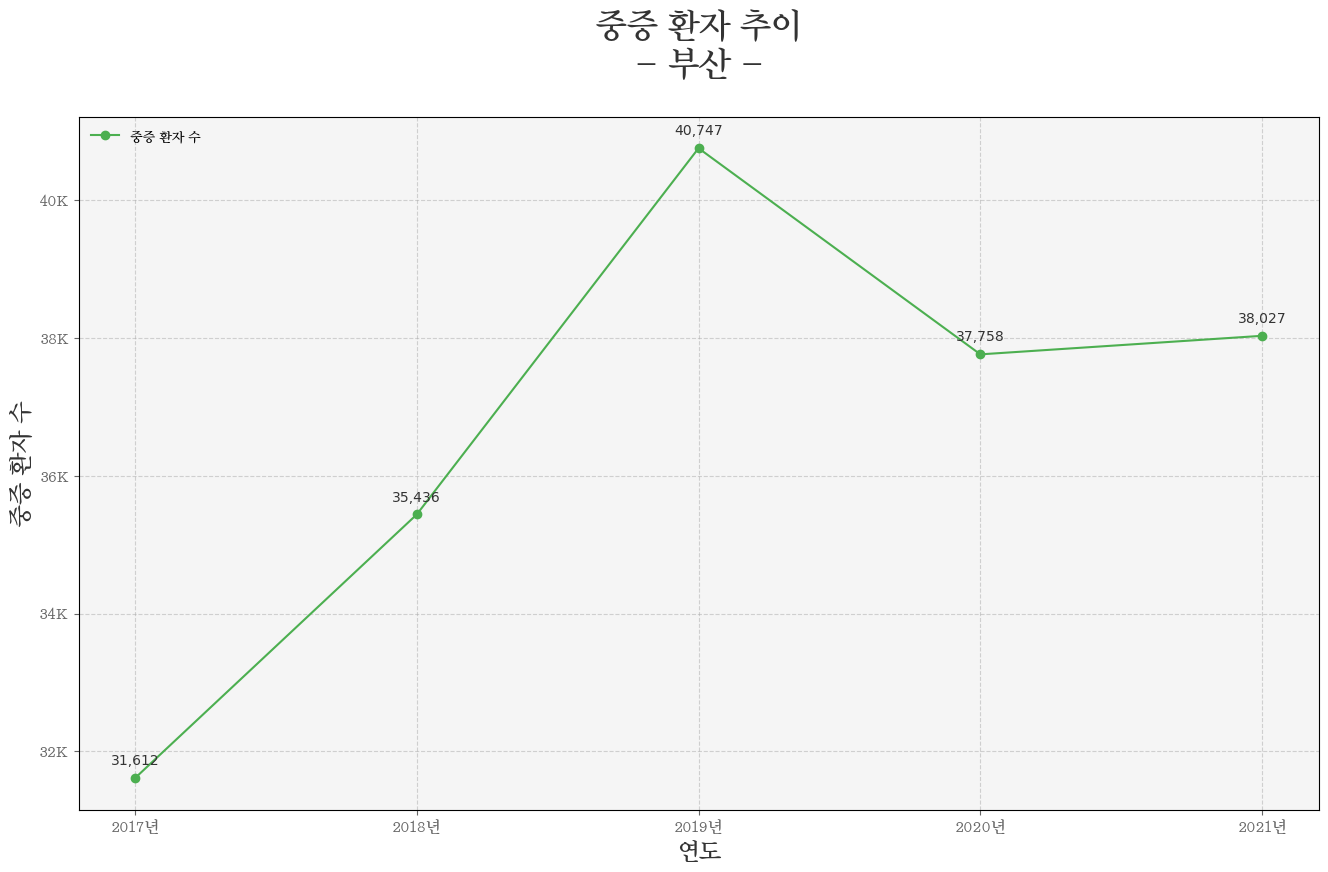 중증 환자 추이
- 부산 -
중증 환자 수
40,747
40K
38,027
37,758
38K
중증 환자 수
36K
35,436
34K
32K
31,612
2017년
2018년
2019년
2020년
2021년
연도